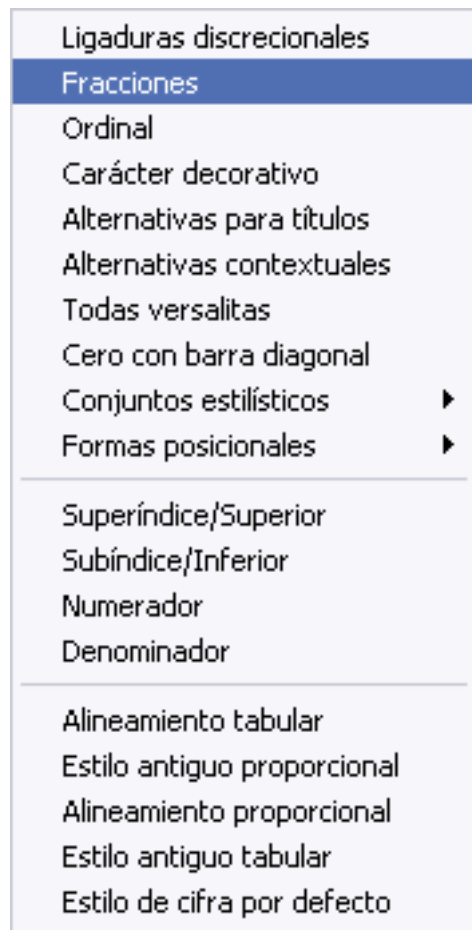 Ligaduras discrecionales
Fracciones
Ordinal
Carácter decorativo
Alternativas para títulos
Alternativas contextuales
Todas versalitas
Cero con barra diagonal
Conjuntos estilísticos
Formas posicionales
Superíndice/Superior
Subíndice/Inferior
Numerador
Denominador
Alineamiento tabular
Estilo antiguo proporcional
Alineamiento proporcional
Estilo antiguo tabular
Estilo de cifra por defecto